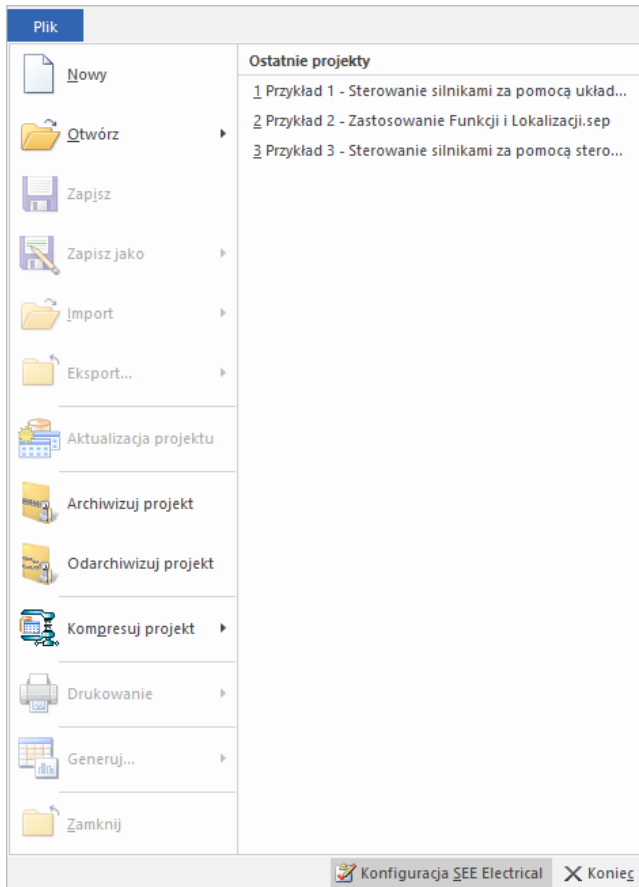 Plik
Nowy
Otwórz
Zapisz
Zapisz jako
Import
Eksport...
Aktualizacja projektu
Archiwizuj projekt
Odarchiwizuj projekt
Kompresuj projekt
Drukowanie
Generuj...
Zamknij
Ostatnie projekty
1 Przykład 1 - Sterowanie silnikami za pomocą układ...
2 Przykład 2 - Zastosowanie Funkcji i Lokalizacji.sep
3 Przykład 3 - Sterowanie silnikami za pomocą stero...
Konfiguracja SEE Electrical
Koniec